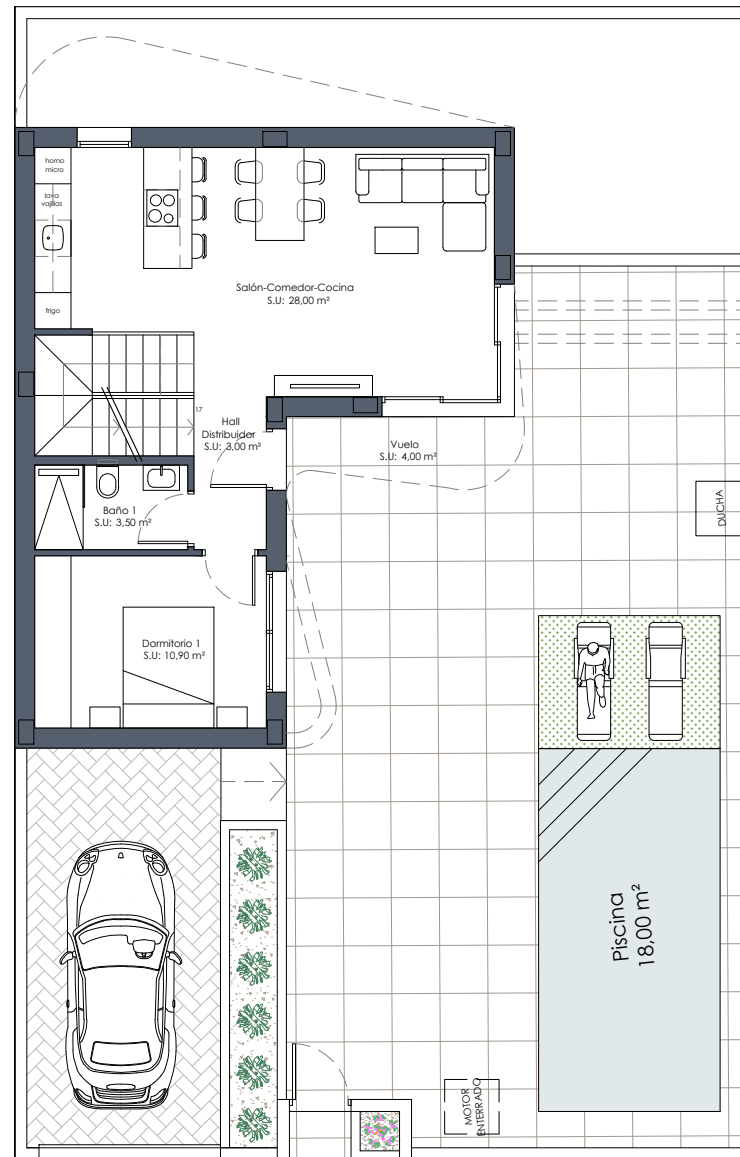 horno
micro
lava
vajillas
frigo
Salón-Comedor-Cocina
S.U: 28,00 m²
17
Hall
Distribuidor
S.U: 3,00 m²
Vuelo
S.U: 4,00 m²
Baño 1
S.U: 3,50 m²
DUCHA
Dormitorio 1
S.U: 10,90 m²
Piscina
18,00 m²
MOTOR
ENTERRADO